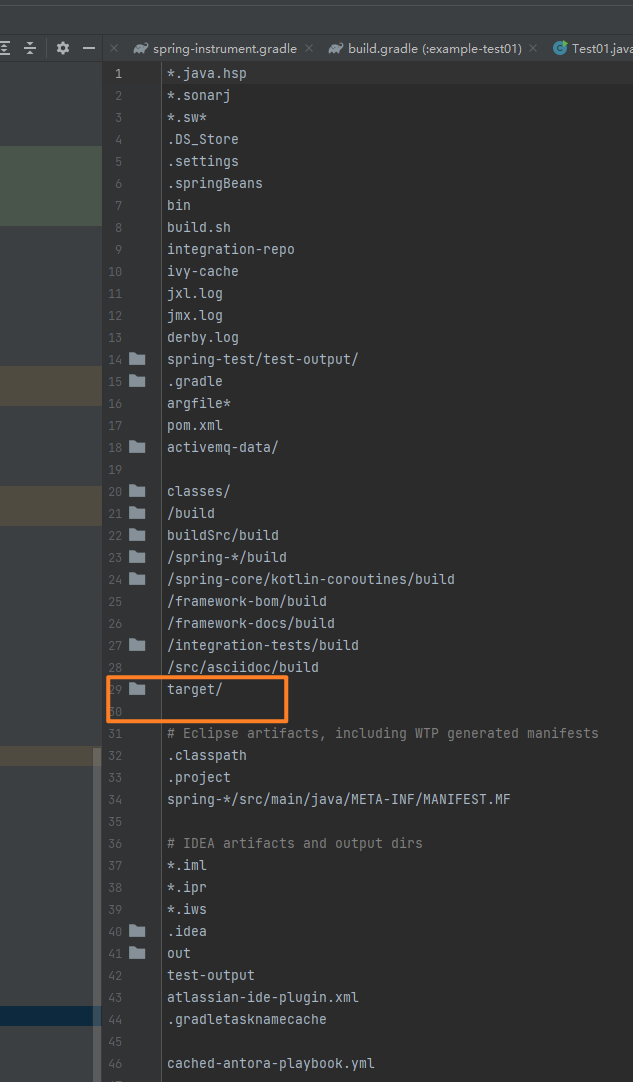 spring-instrument.gradle build.gradle (:example-test01) Test01.java
1 *.java.hsp
2 *.sonarj
3 *.sw*
4 .DS_Store
5 .settings
6 .springBeans
7 bin
8 build.sh
9 integration-repo
10 ivy-cache
11 jxl.log
12 jmx.log
13 derby.log
14 spring-test/test-output/
15 .gradle
16 argfile*
17 pom.xml
18 activemq-data/
19
20 classes/
21 /build
22 buildSrc/build
23 /spring-*/build
24 /spring-core/kotlin-coroutines/build
25 /framework-bom/build
26 /framework-docs/build
27 /integration-tests/build
28 /src/asciidoc/build
29 target/
30
31 # Eclipse artifacts, including WTP generated manifests
32 .classpath
33 .project
34 spring-*/src/main/java/META-INF/MANIFEST.MF
35
36 # IDEA artifacts and output dirs
37 *.iml
38 *.ipr
39 *.iws
40 .idea
41 out
42 test-output
43 atlassian-ide-plugin.xml
44 .gradletasknamecache
45
46 cached-antora-playbook.yml